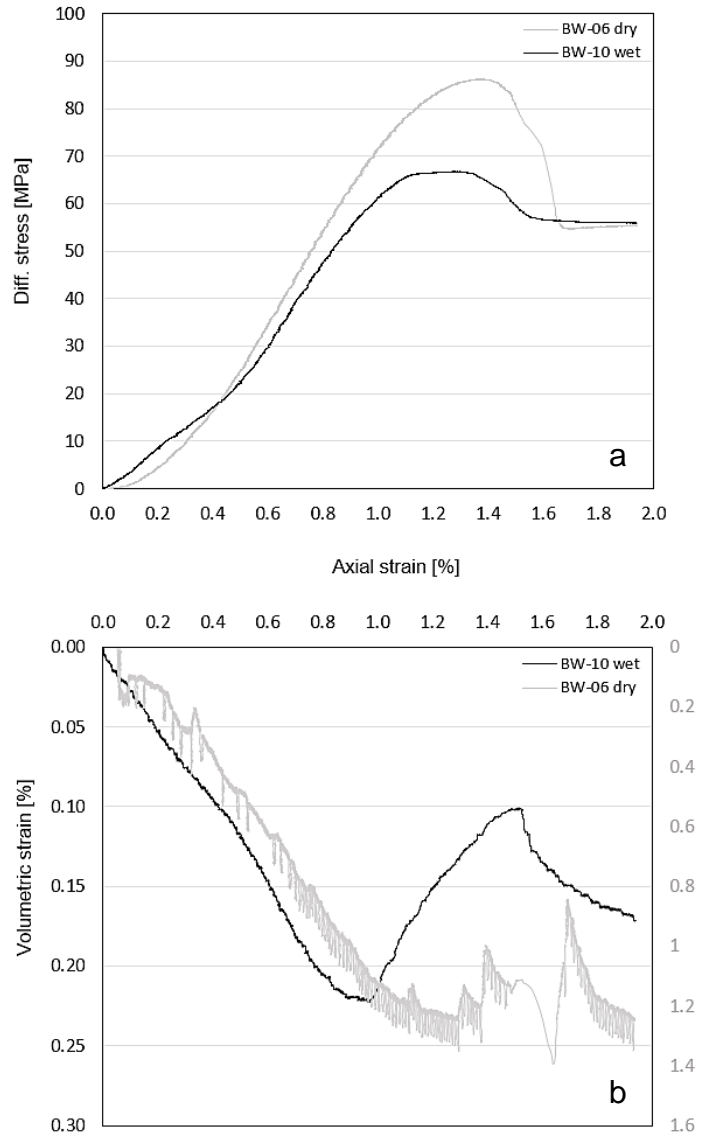 100
90
80
70
60
50
40
30
20
10
0
Diff. stress [MPa]
BW-06 dry
BW-10 wet
a
0.0 0.2 0.4 0.6 0.8 1.0 1.2 1.4 1.6 1.8 2.0
Axial strain [%]
0.0 0.2 0.4 0.6 0.8 1.0 1.2 1.4 1.6 1.8 2.0
0.00
0.05
0.10
0.15
0.20
0.25
0.30
Volumetric strain [%]
BW-10 wet
BW-06 dry
0
0.2
0.4
0.6
0.8
1
1.2
1.4
1.6
b